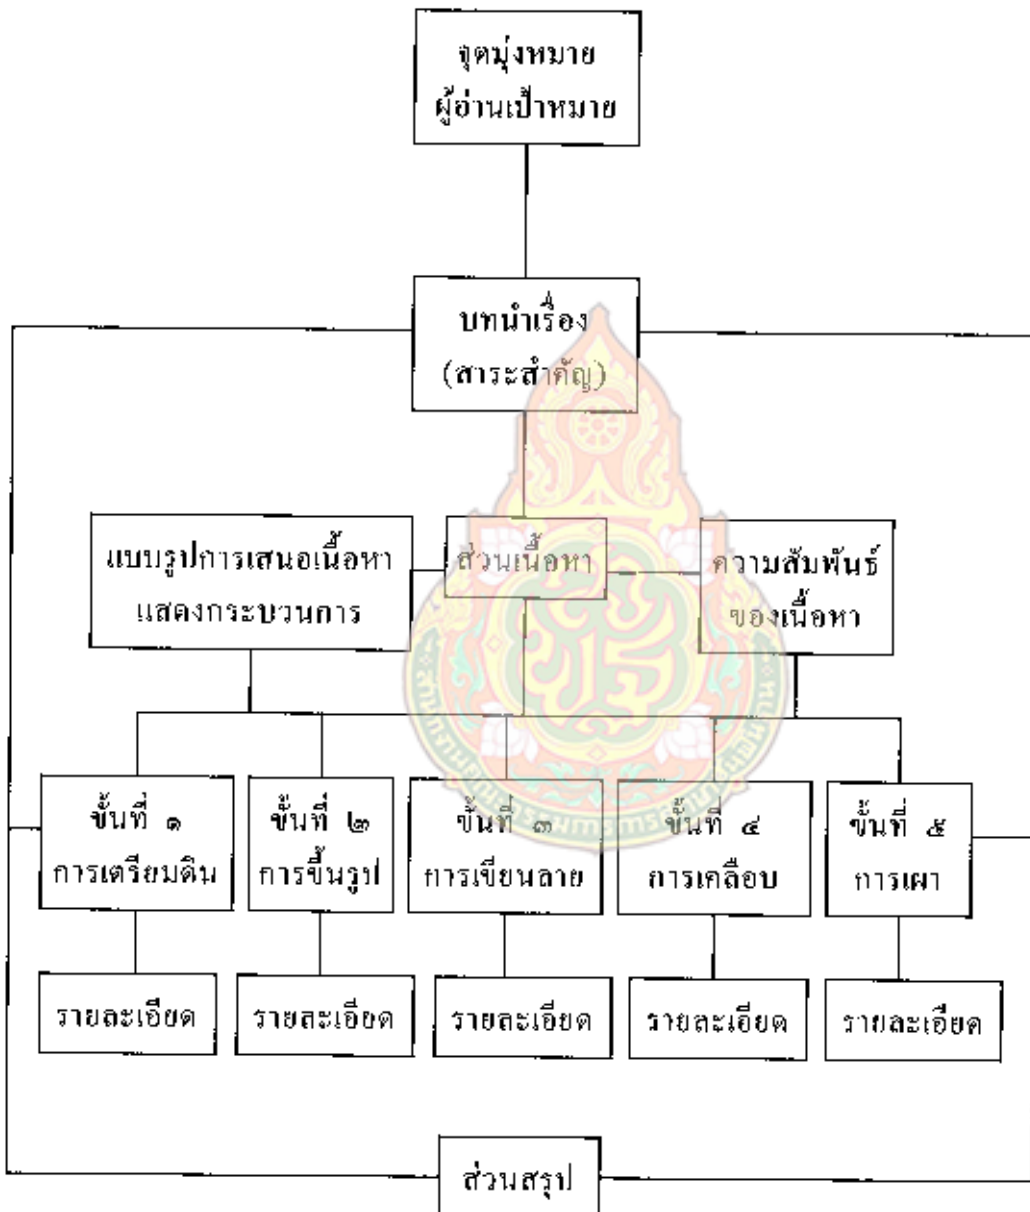 จุดมุ่งหมาย
ผู้อ่านเป้าหมาย
บทนำเรื่อง
(สาระสำคัญ)
แบบรูปการเสนอเนื้อหา
แสดงกระบวนการ
ส่วนเนื้อหา
ความสัมพันธ์
ของเนื้อหา
ขั้นที่ ๑
การเตรียมดิน
ขั้นที่ ๒
การขึ้นรูป
ขั้นที่ ๓
การเขียนลาย
ขั้นที่ ๔
การเคลือบ
ขั้นที่ ๕
การเผา
รายละเอียด
รายละเอียด
รายละเอียด
รายละเอียด
รายละเอียด
ส่วนสรุป